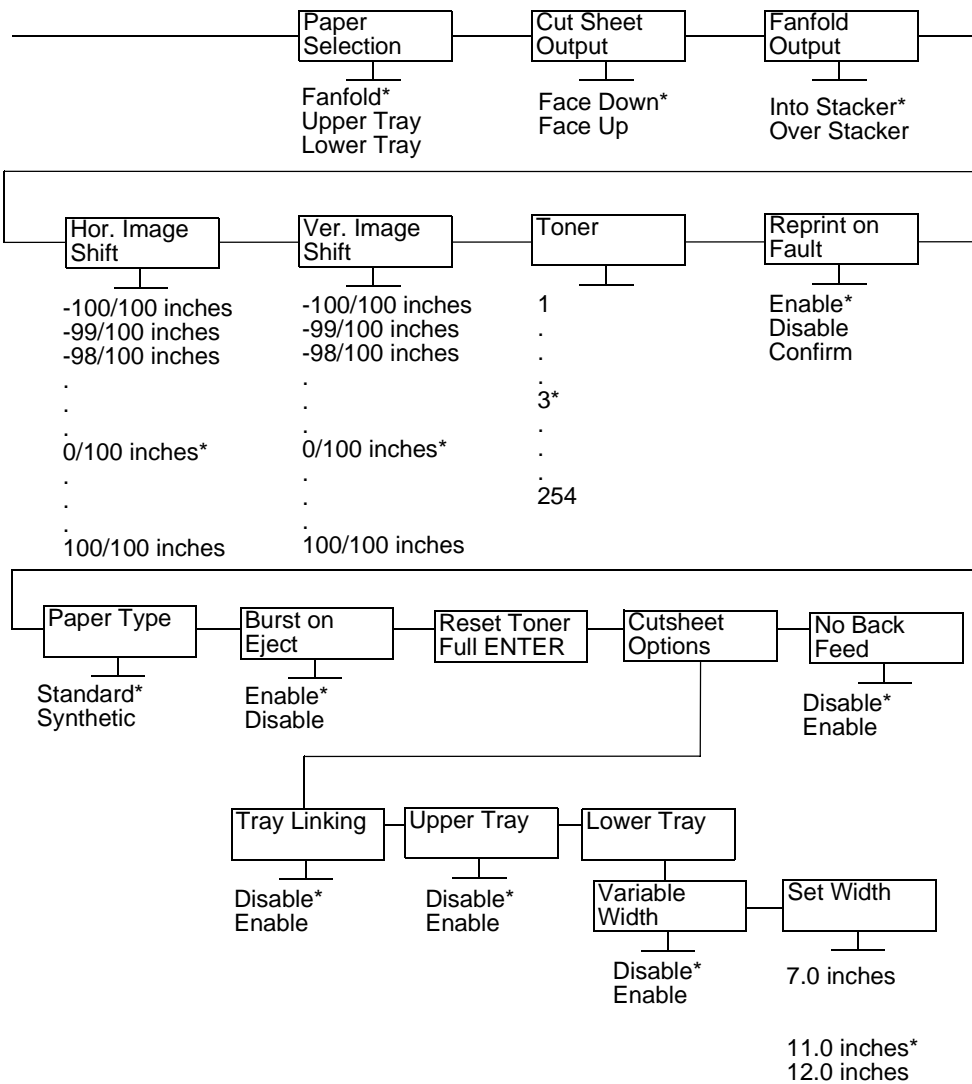 Paper
Selection
Fanfold*
Upper Tray
Lower Tray
Cut Sheet
Output
Face Down*
Face Up
Fanfold
Output
Into Stacker*
Over Stacker
Hor. Image
Shift
-100/100 inches
-99/100 inches
-98/100 inches
.
.
.
0/100 inches*
.
.
.
100/100 inches
Ver. Image
Shift
-100/100 inches
-99/100 inches
-98/100 inches
.
.
.
0/100 inches*
.
.
.
100/100 inches
Toner
1
.
.
.
3*
.
.
.
254
Reprint on
Fault
Enable*
Disable
Confirm
Paper Type
Standard*
Synthetic
Burst on
Eject
Enable*
Disable
Reset Toner
Full ENTER
Cutsheet
Options
No Back
Feed
Disable*
Enable
Tray Linking
Disable*
Enable
Upper Tray
Disable*
Enable
Lower Tray
Variable
Width
Disable*
Enable
Set Width
7.0 inches
11.0 inches*
12.0 inches